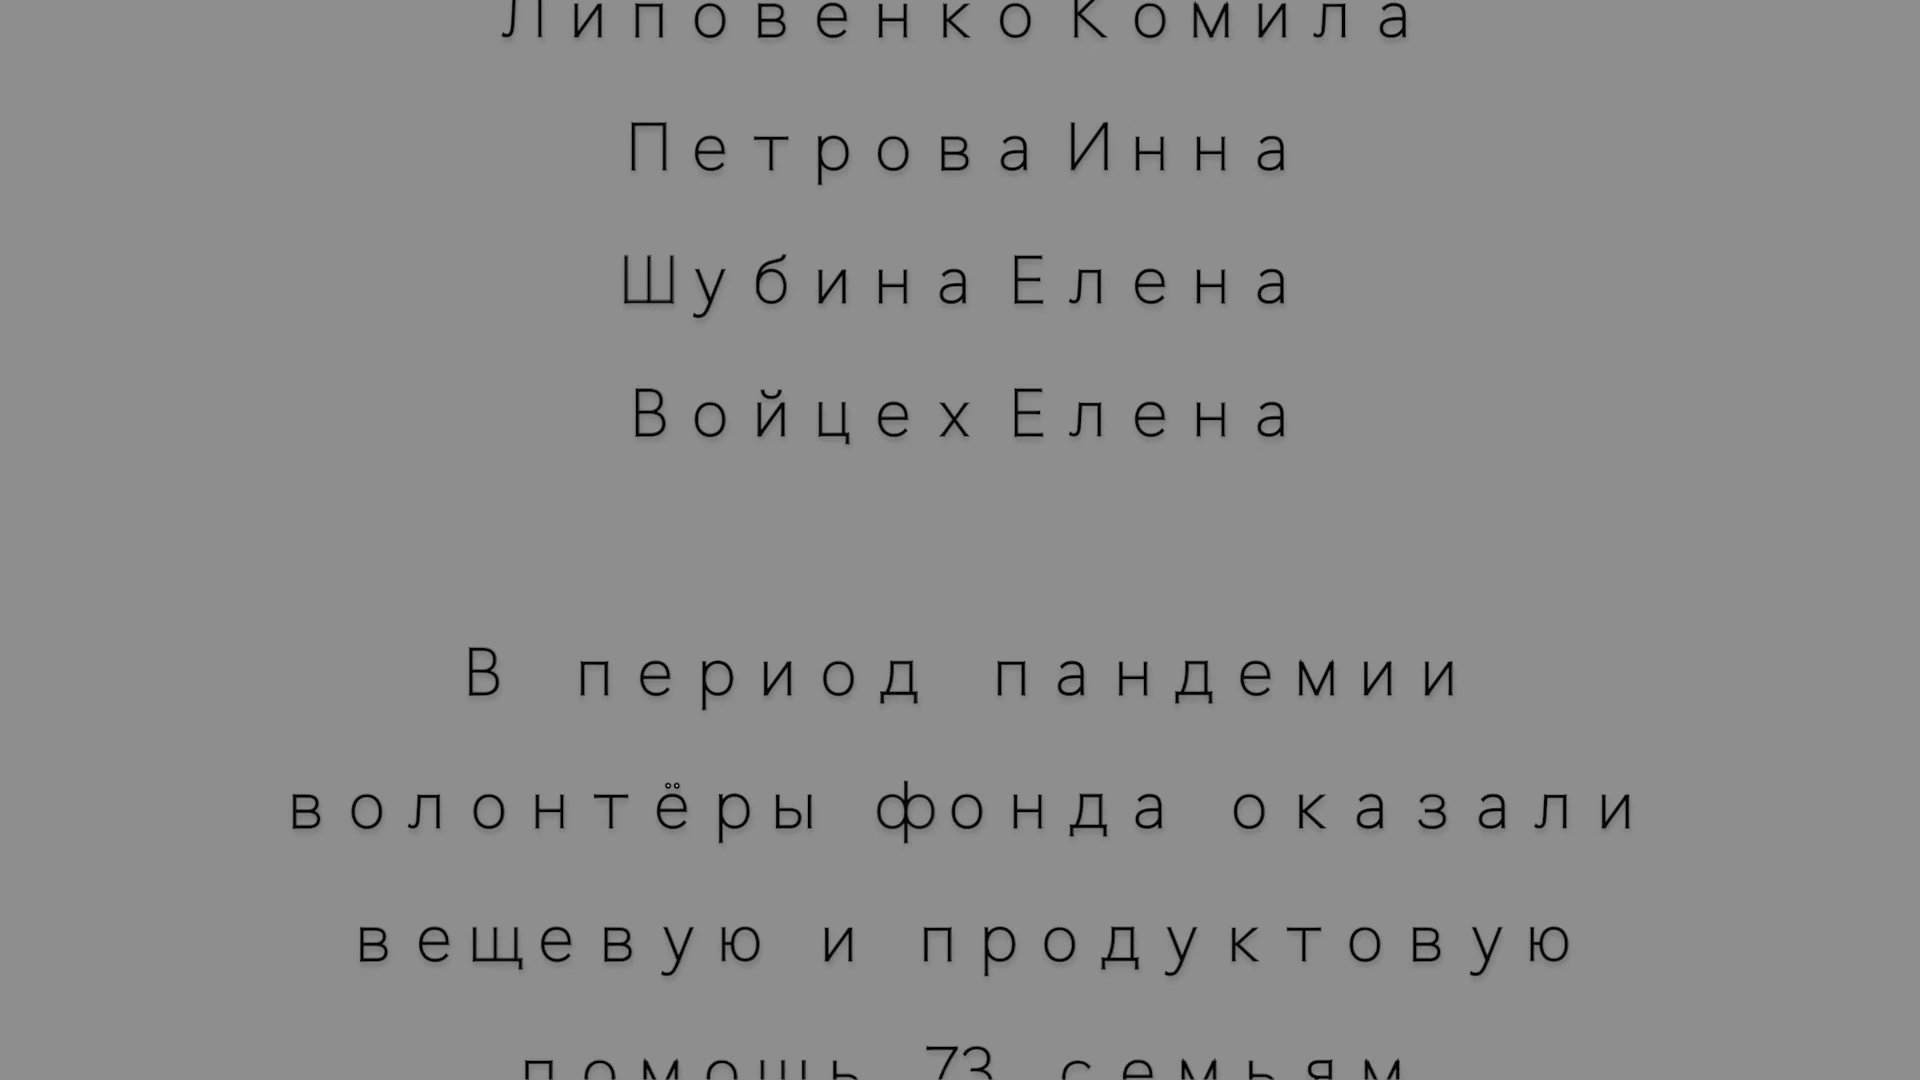 Липовенко Комила
Петрова Инна
Шубина Елена
Войцех Елена
В период пандемии
волонтёры фонда оказали
вещевую и продуктовую
помощь 73 семьям